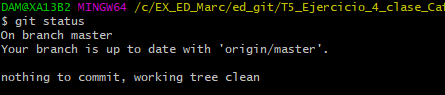 DAM@XA13B2 MINGW64 /c/EX_ED_Marc/ed_git/T5_Ejercicio_4_clase_Ca
$ git status
On branch master
Your branch is up to date with 'origin/master'.

nothing to commit, working tree clean